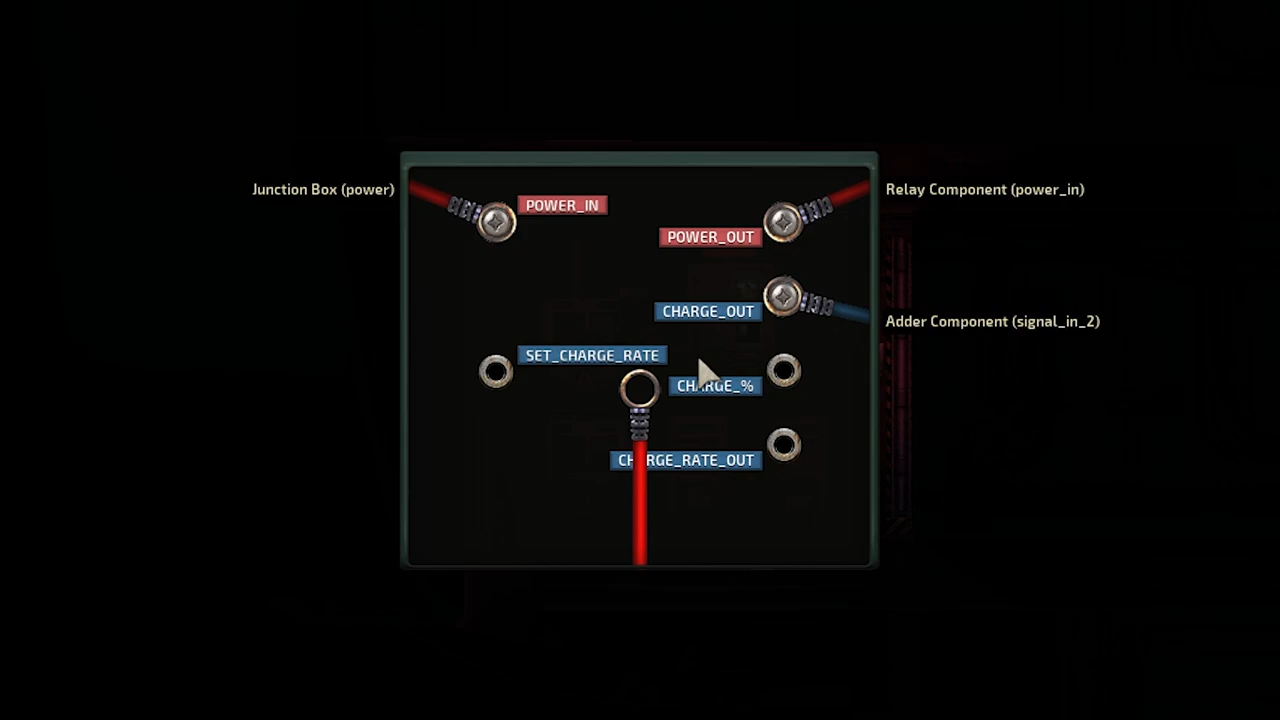 Junction Box (power)
POWER_IN
Relay Component (power_in)
POWER_OUT
CHARGE_OUT
Adder Component (signal_in_2)
SET_CHARGE_RATE
CHARGE_%
CHARGE_RATE_OUT